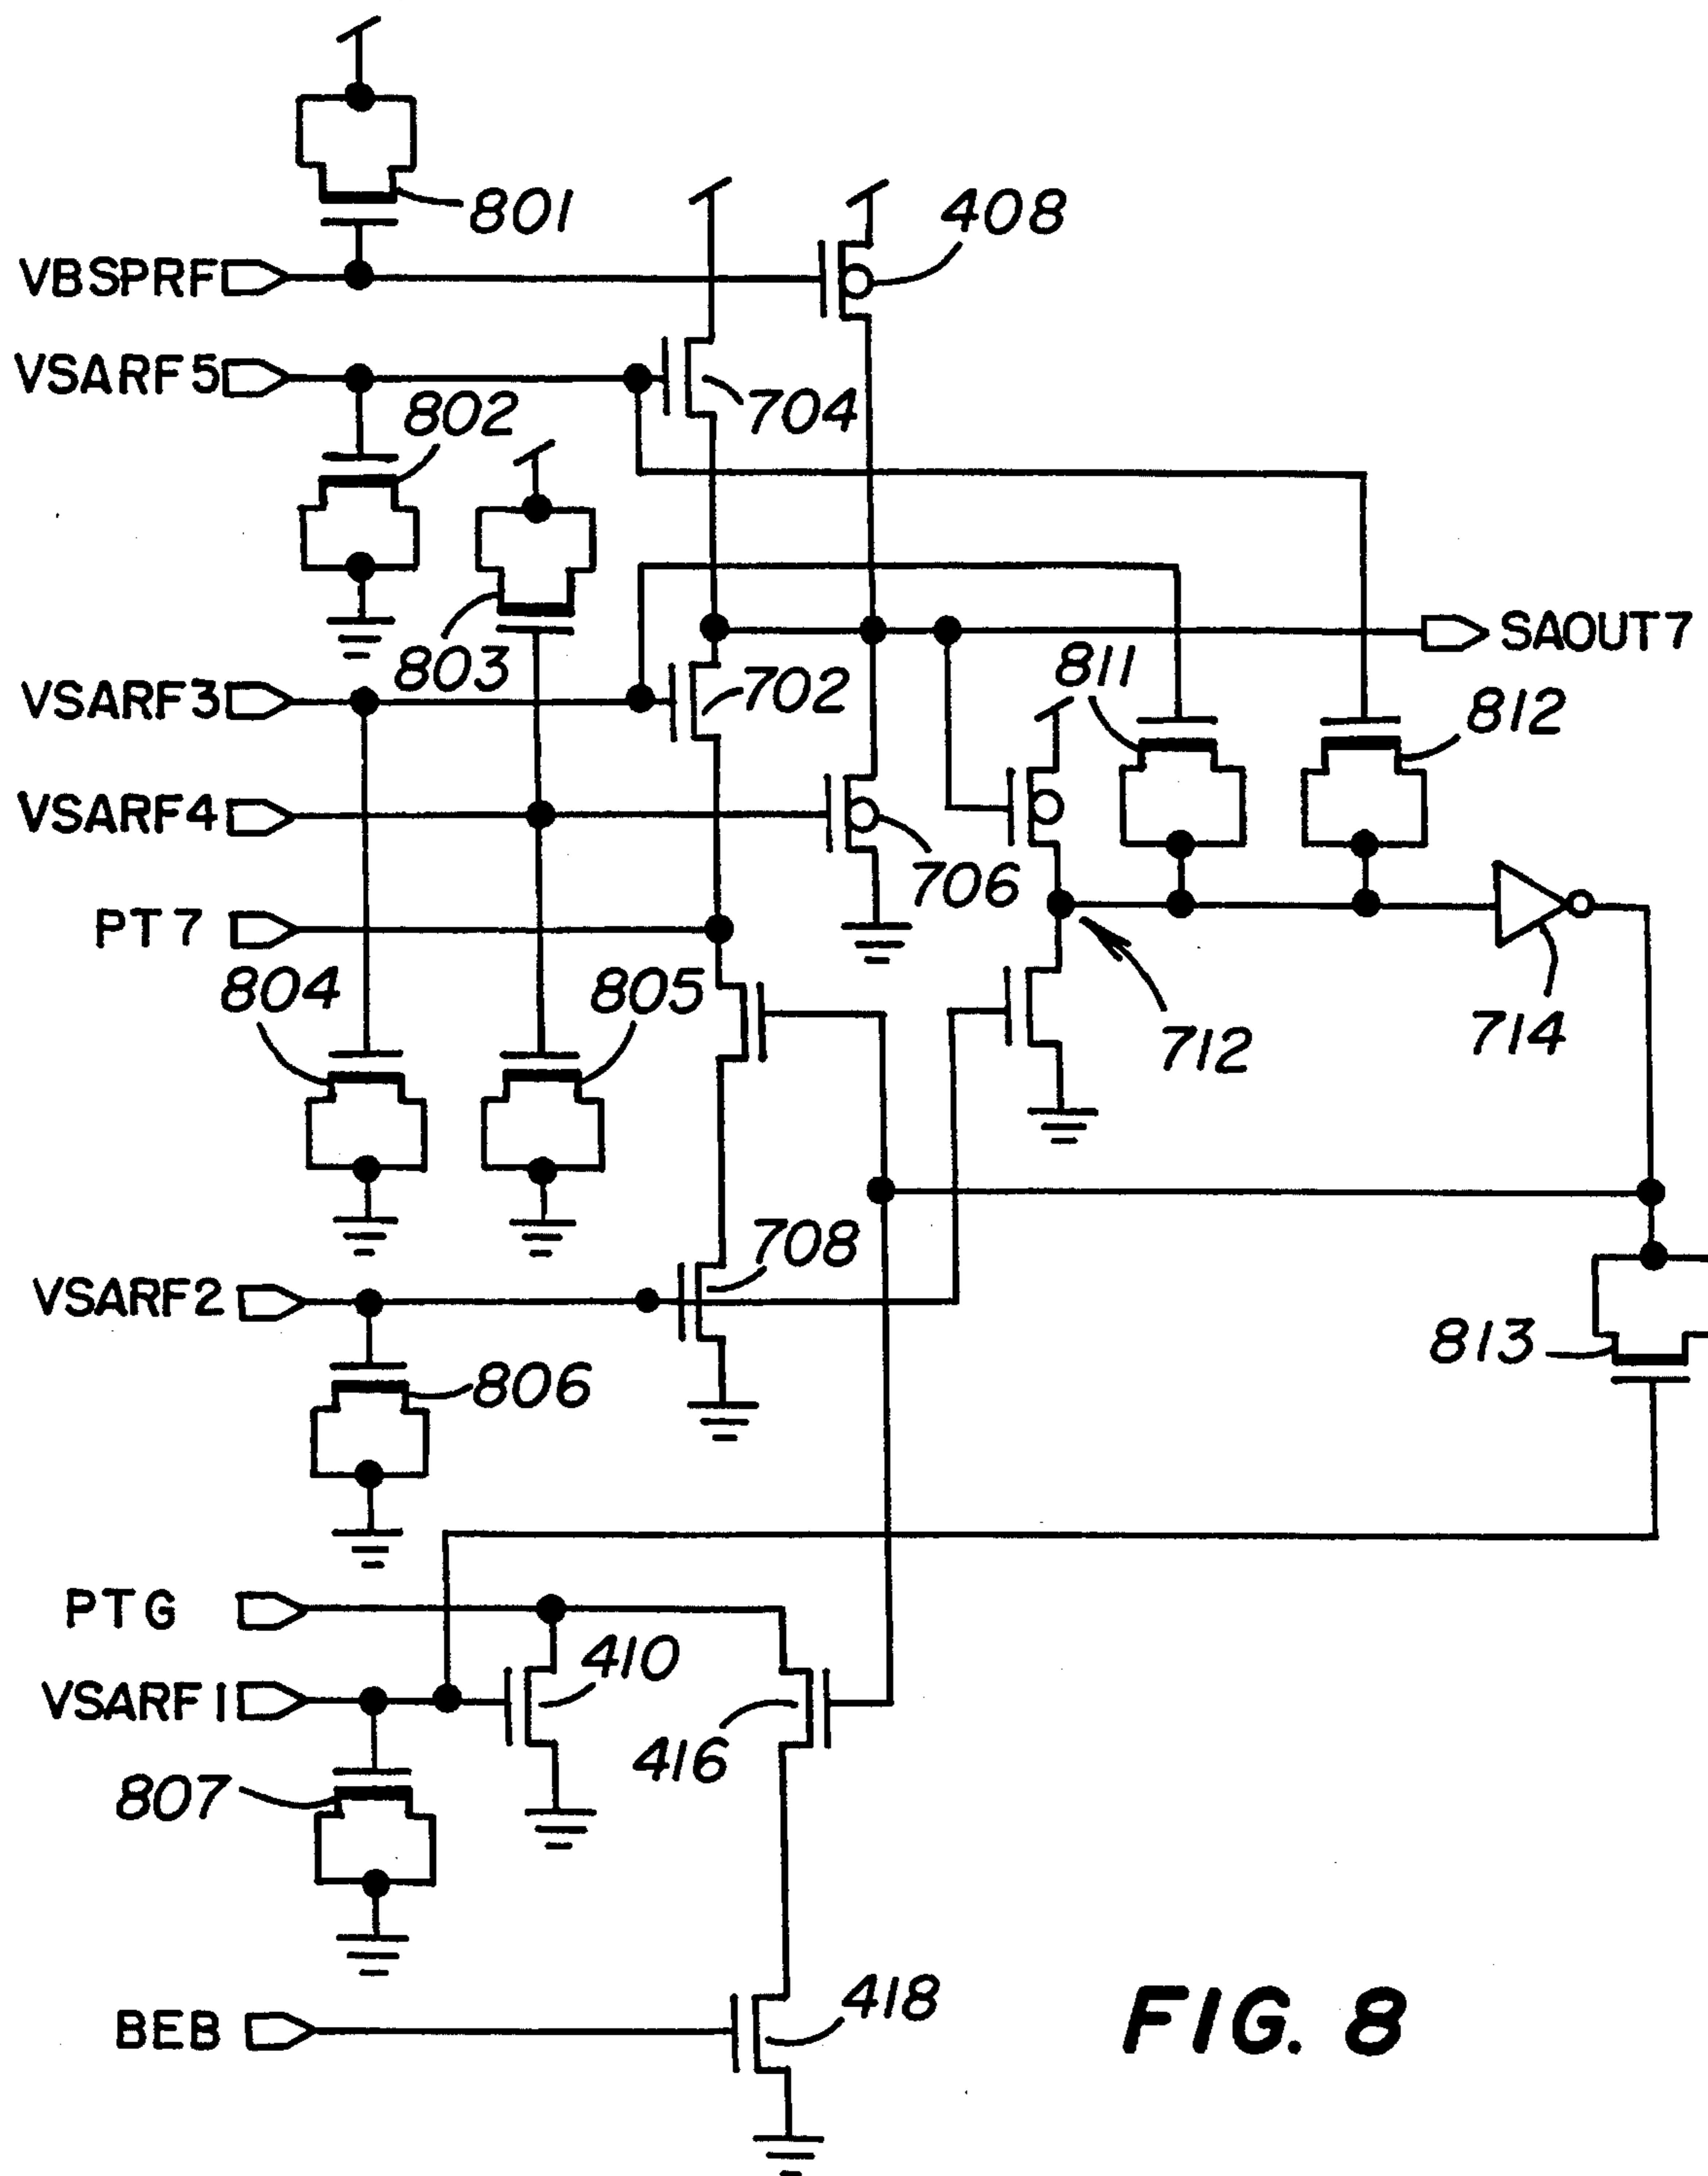 801
408
VBSPRF
VSARF5
802
704
803
SAOUT7
811
VSARF3
702
812
VSARF4
706
PT7
804
805
712
714
708
VSARF2
813
806
PTG
410
VSARF1
416
807
418
BEB
FIG. 8